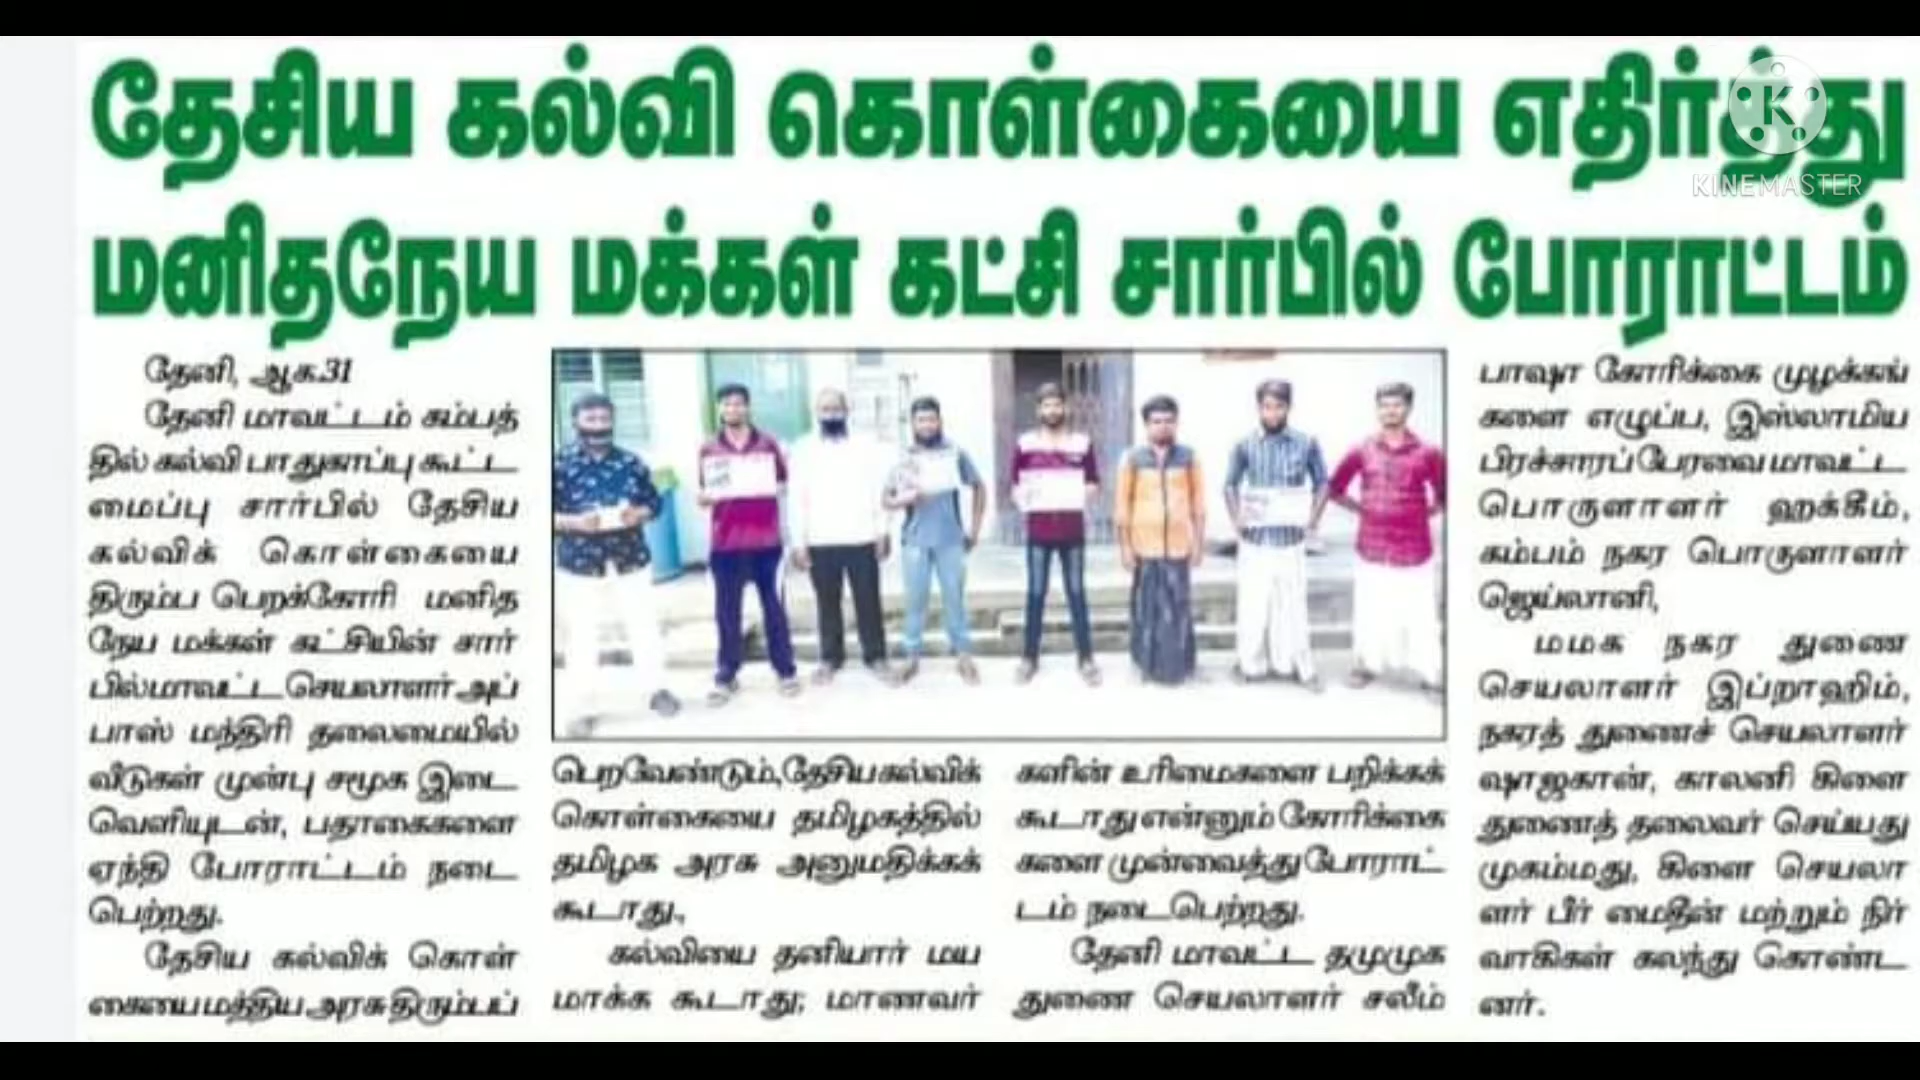 தேசிய கல்வி கொள்கையை எதிர்த்து
மனிதநேய மக்கள் கட்சி சார்பில் போராட்டம்
KINEMASTER
தேனி, ஆக.31
தேனி மாவட்டம் கம்பத்
தில் கல்வி பாதுகாப்பு கூட்ட
மைப்பு சார்பில் தேசிய
கல்விக் கொள்கையை
திரும்ப பெறக்கோரி மனித
நேய மக்கள் கட்சியின் சார்
பில் மாவட்ட செயலாளர் அப்
பாஸ் மந்திரி தலைமையில்
வீடுகள் முன்பு சமூக இடை
வெளியுடன், பதாகைகளை
ஏந்தி போராட்டம் நடை
பெற்றது.
தேசிய கல்விக் கொள்
கையை மத்திய அரசு திரும்பப்
பெறவேண்டும், தேசிய கல்விக்
கொள்கையை தமிழகத்தில்
தமிழக அரசு அனுமதிக்கக்
கூடாது,
கல்வியை தனியார் மய
மாக்க கூடாது; மாணவர்
களின் உரிமைகளை பறிக்கக்
கூடாது என்னும் கோரிக்கை
களை முன்வைத்து போராட்
டம் நடைபெற்றது.
தேனி மாவட்ட தமுமுக
துணை செயலாளர் சலீம்
பாஷா கோரிக்கை முழக்கங்
களை எழுப்ப, இஸ்லாமிய
பிரச்சாரப் பேரவை மாவட்ட
பொருளாளர் ஹக்கீம்,
கம்பம் நகர பொருளாளர்
ஜெய்லானி,
மமக நகர துணை
செயலாளர் இப்றாஹிம்,
நகரத் துணைச் செயலாளர்
ஷாஜகான், காலனி கிளை
துணைத் தலைவர் செய்யது
முகம்மது, கிளை செயலா
ளர் பீர் மைதீன் மற்றும் நிர்
வாகிகள் கலந்து கொண்ட
னர்.